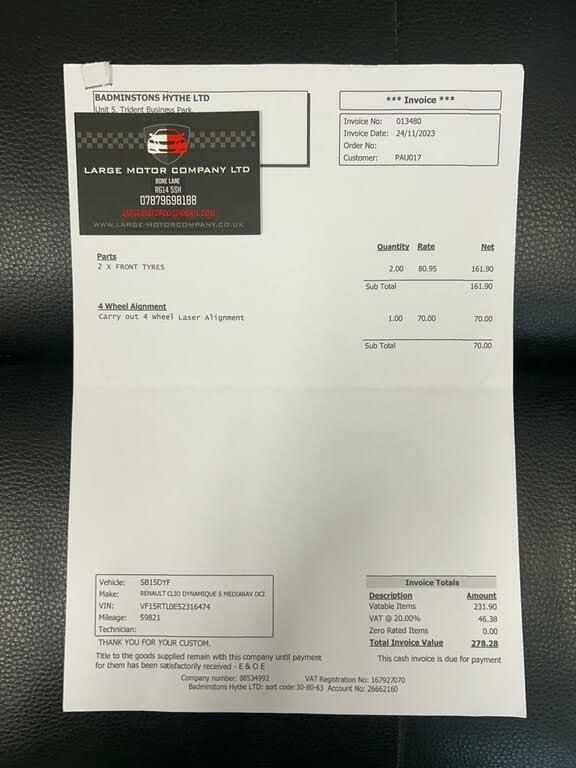 BADMINSTONS HYTHE LTD
Unit 5, Trident Business Park,
LARGE MOTOR COMPANY LTD
BONE LANE
RG14 5SH
07879698188
LARGEMOTORCO@GMAIL.COM
WWW.LARGE-MOTORCOMPANY.CO.UK
*** Invoice ***
Invoice No: 013480
Invoice Date: 24/11/2023
Order No:
Customer: PAU017
Quantity Rate Net
Parts
2 X FRONT TYRES 2.00 80.95 161.90
Sub Total 161.90
4 Wheel Aignment
Carry out 4 Wheel Laser Alignment 1.00 70.00 70.00
Sub Total 70.00
Vehicle: SB15DYF
Make: RENAULT CLIO DYNAMIQUE S MEDIANAV DCI
VIN: VF15RTL0E52316474
Mileage: 59821
Technician:
THANK YOU FOR YOUR CUSTOM.
Title to the goods supplied remain with this company until payment
for them has been satisfactorily received - E & O E
Invoice Totals
Description Amount
Vatable Items 231.90
VAT @ 20.00% 46.38
Zero Rated Items 0.00
Total Invoice Value 278.28
This cash invoice is due for payment
Company number: 08534992 VAT Registration No: 167927070
Badminstons Hythe LTD: sort code:30-80-63 Account No: 26662160